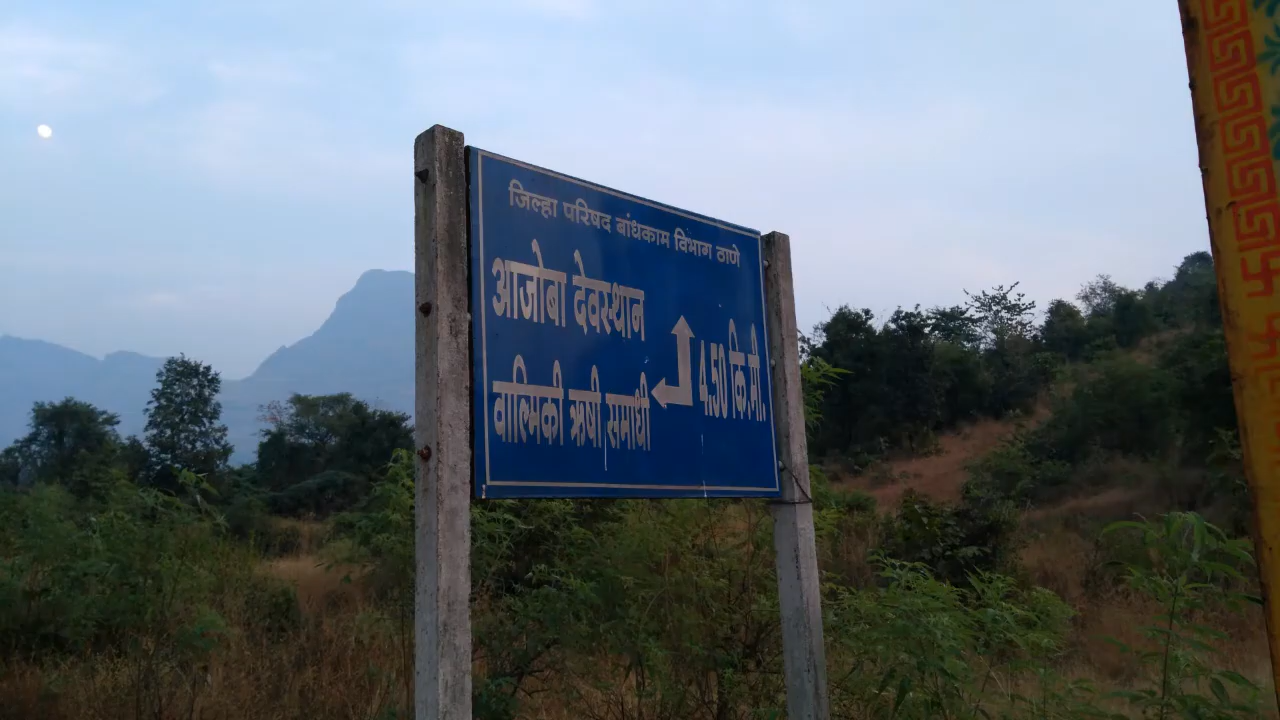 जिल्हा परिषद बांधकाम विभाग ठाणे
आजोबा देवस्थान
वाल्मिकी ऋषी समाधी
4.50 कि.मी.